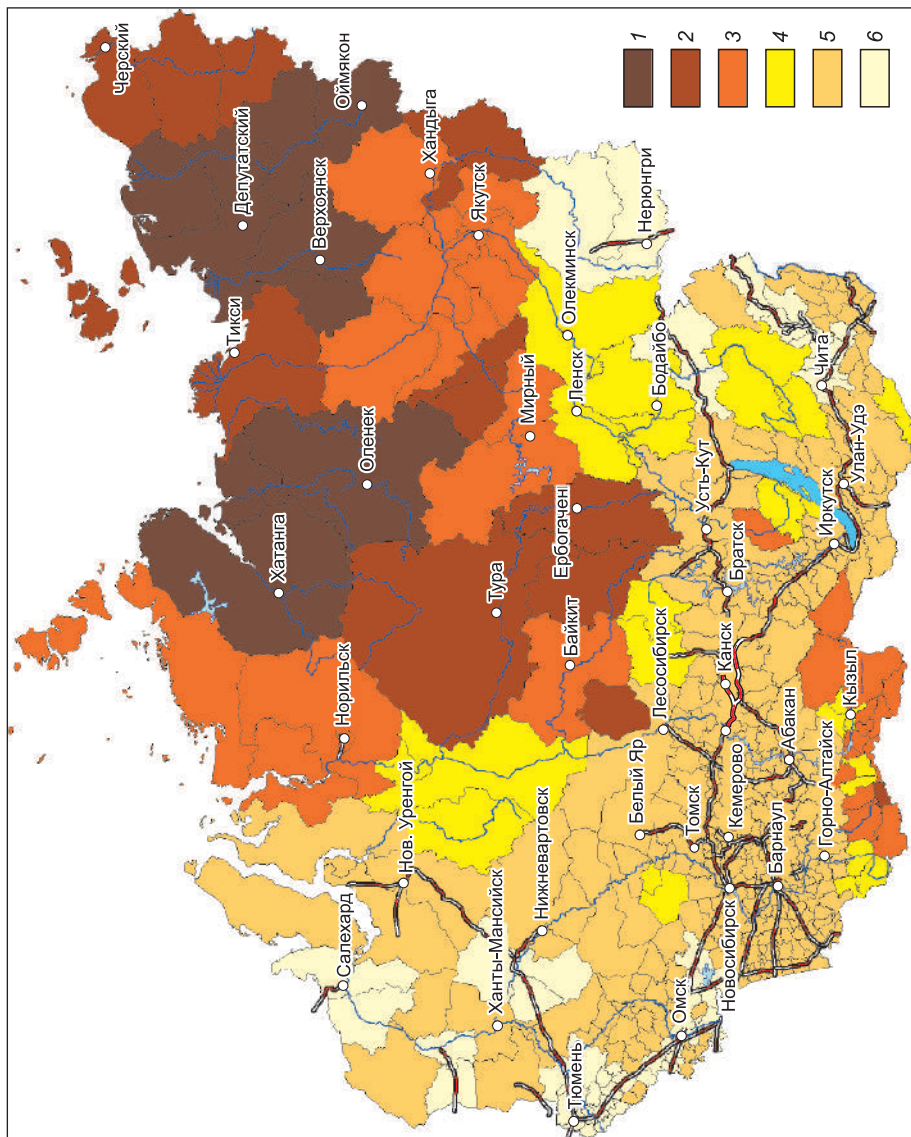 Черский
Оймякон
Депутатский
Верхоянск
Хандыга
Якутск
Тикси
Нерюнгри
Олекминск
Ленск
Бодайбо
Мирный
Оленек
Чита
Улан-Удэ
Усть-Кут
Иркутск
Ербогачен
Братск
Хатанга
Тура
Байкит
Канск
Лесосибирск
Кызыл
Норильск
Абакан
Белый Яр
Кемерово
Томск
Горно-Алтайск
Барнаул
Нов. Уренгой
Нижневартовск
Новосибирск
Салехард
Ханты-Мансийск
Омск
Тюмень
1
2
3
4
5
6